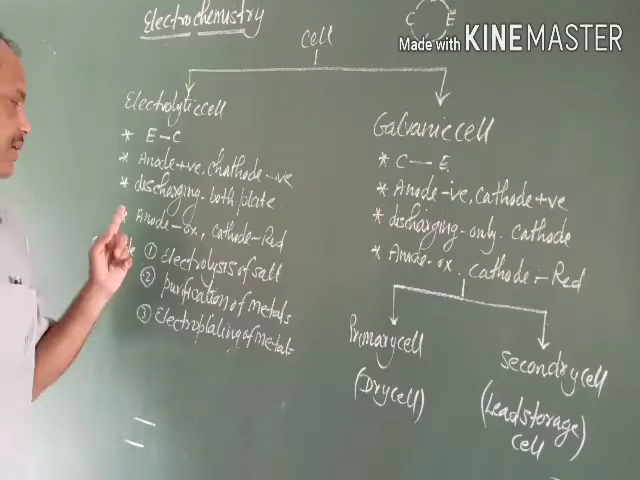 Electrochemistry
C E
Made with KINEMASTER
Cell
Electrolytic cell
* E – C
* Anode +ve, Chathode -ve
* discharging - both plate
* Anode - ox, Cathode - Red
① Electrolysis of salt
② purification of metals
③ Electroplating of metals
Galvanic cell
* C — E
* Anode -ve, Cathode +ve
* discharging - only Cathode
* Anode - ox. Cathode - Red
Primary cell
(Dry cell)
Secondry cell
(Lead storage
Cell)